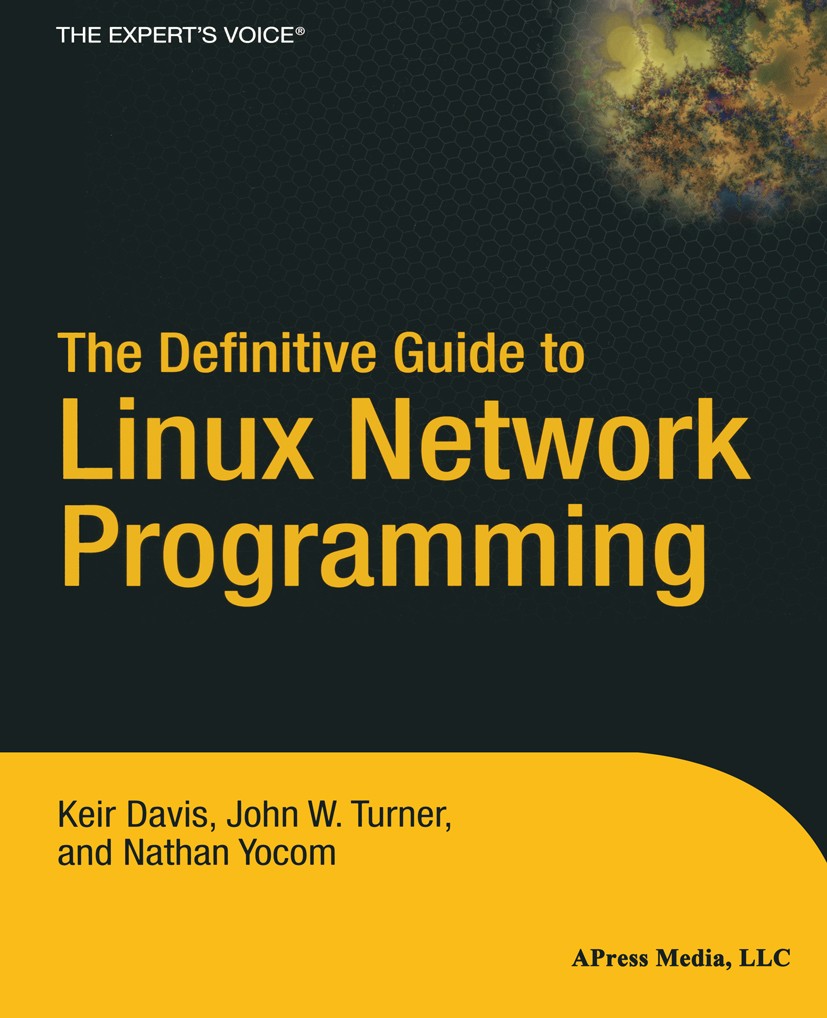 THE EXPERT'S VOICE®
The Definitive Guide to
Linux Network
Programming
Keir Davis, John W. Turner,
and Nathan Yocom
APress Media, LLC